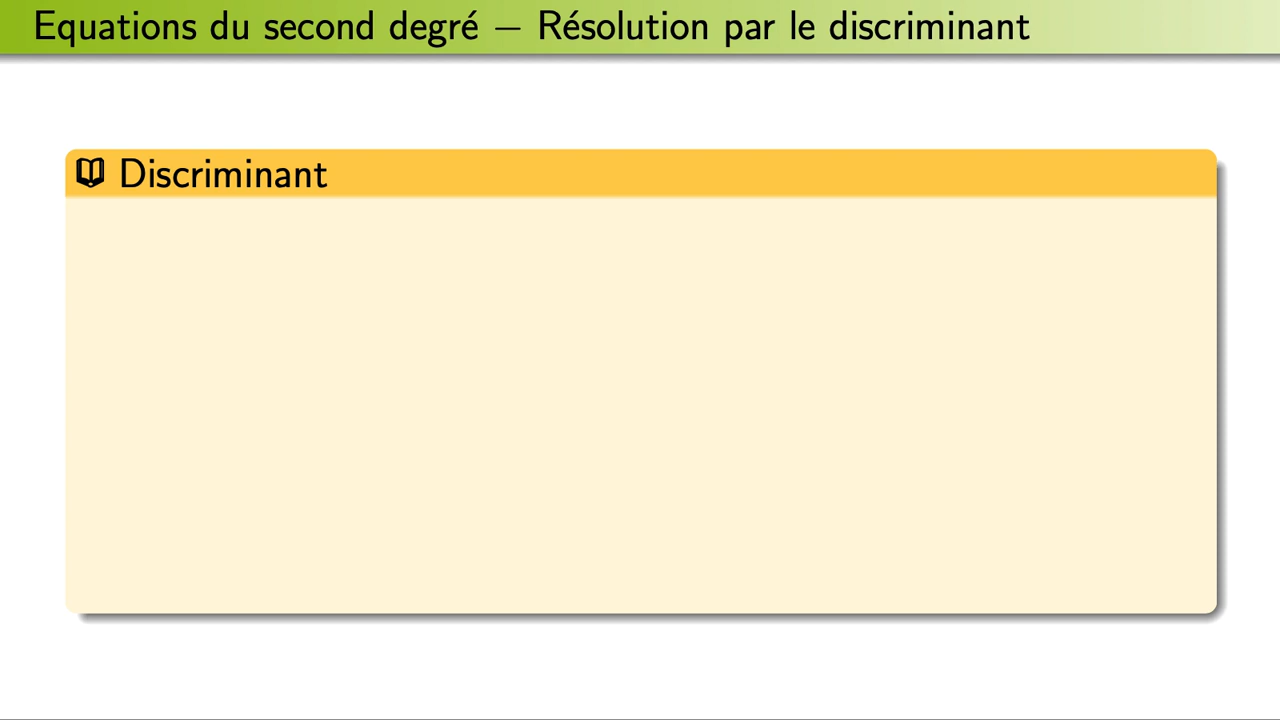 Equations du second degré – Résolution par le discriminant
Discriminant